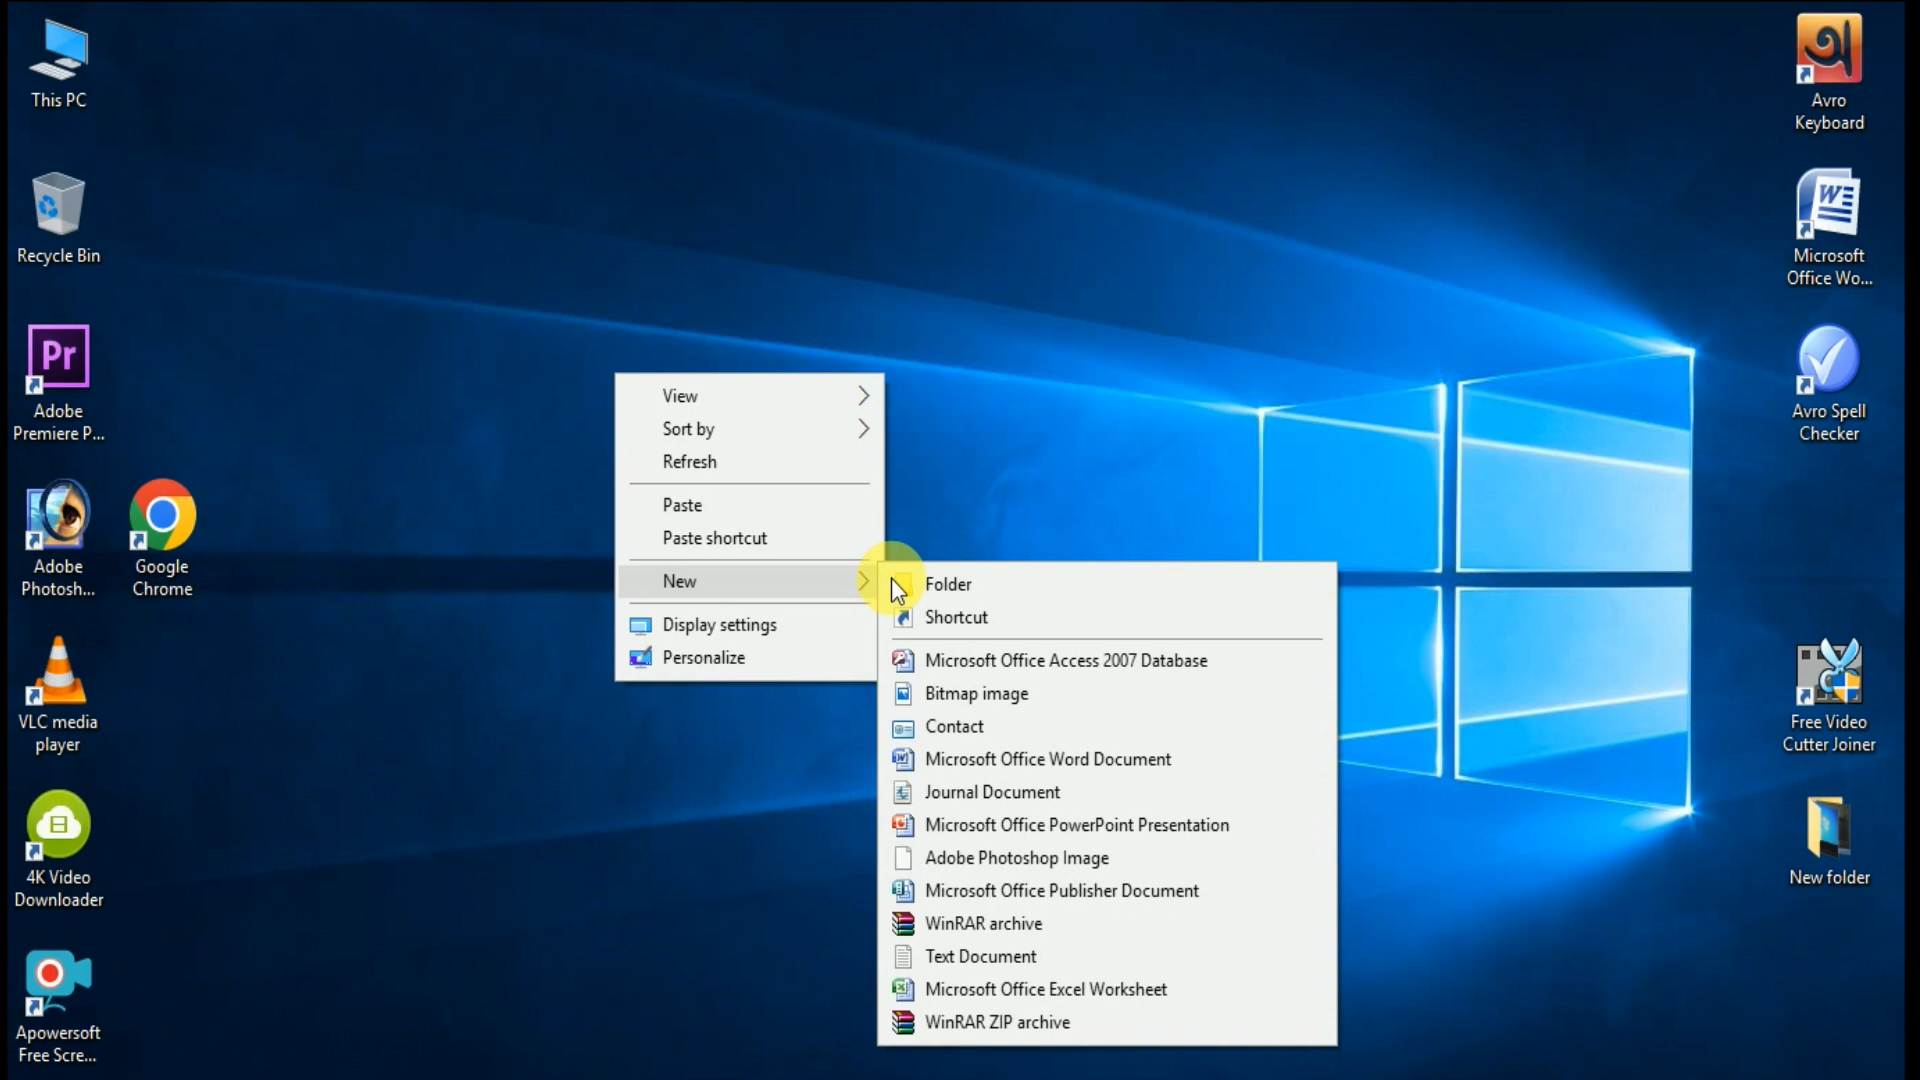 This PC
Recycle Bin
Pr
Adobe
Premiere P...
Adobe
Photosh...
Google
Chrome
VLC media
player
4K Video
Downloader
Apowersoft
Free Scre...
View
Sort by
Refresh
Paste
Paste shortcut
New
Display settings
Personalize
Folder
Shortcut
Microsoft Office Access 2007 Database
Bitmap image
Contact
Microsoft Office Word Document
Journal Document
Microsoft Office PowerPoint Presentation
Adobe Photoshop Image
Microsoft Office Publisher Document
WinRAR archive
Text Document
Microsoft Office Excel Worksheet
WinRAR ZIP archive
অ
Avro
Keyboard
W
Microsoft
Office Wo...
Avro Spell
Checker
Free Video
Cutter Joiner
New folder